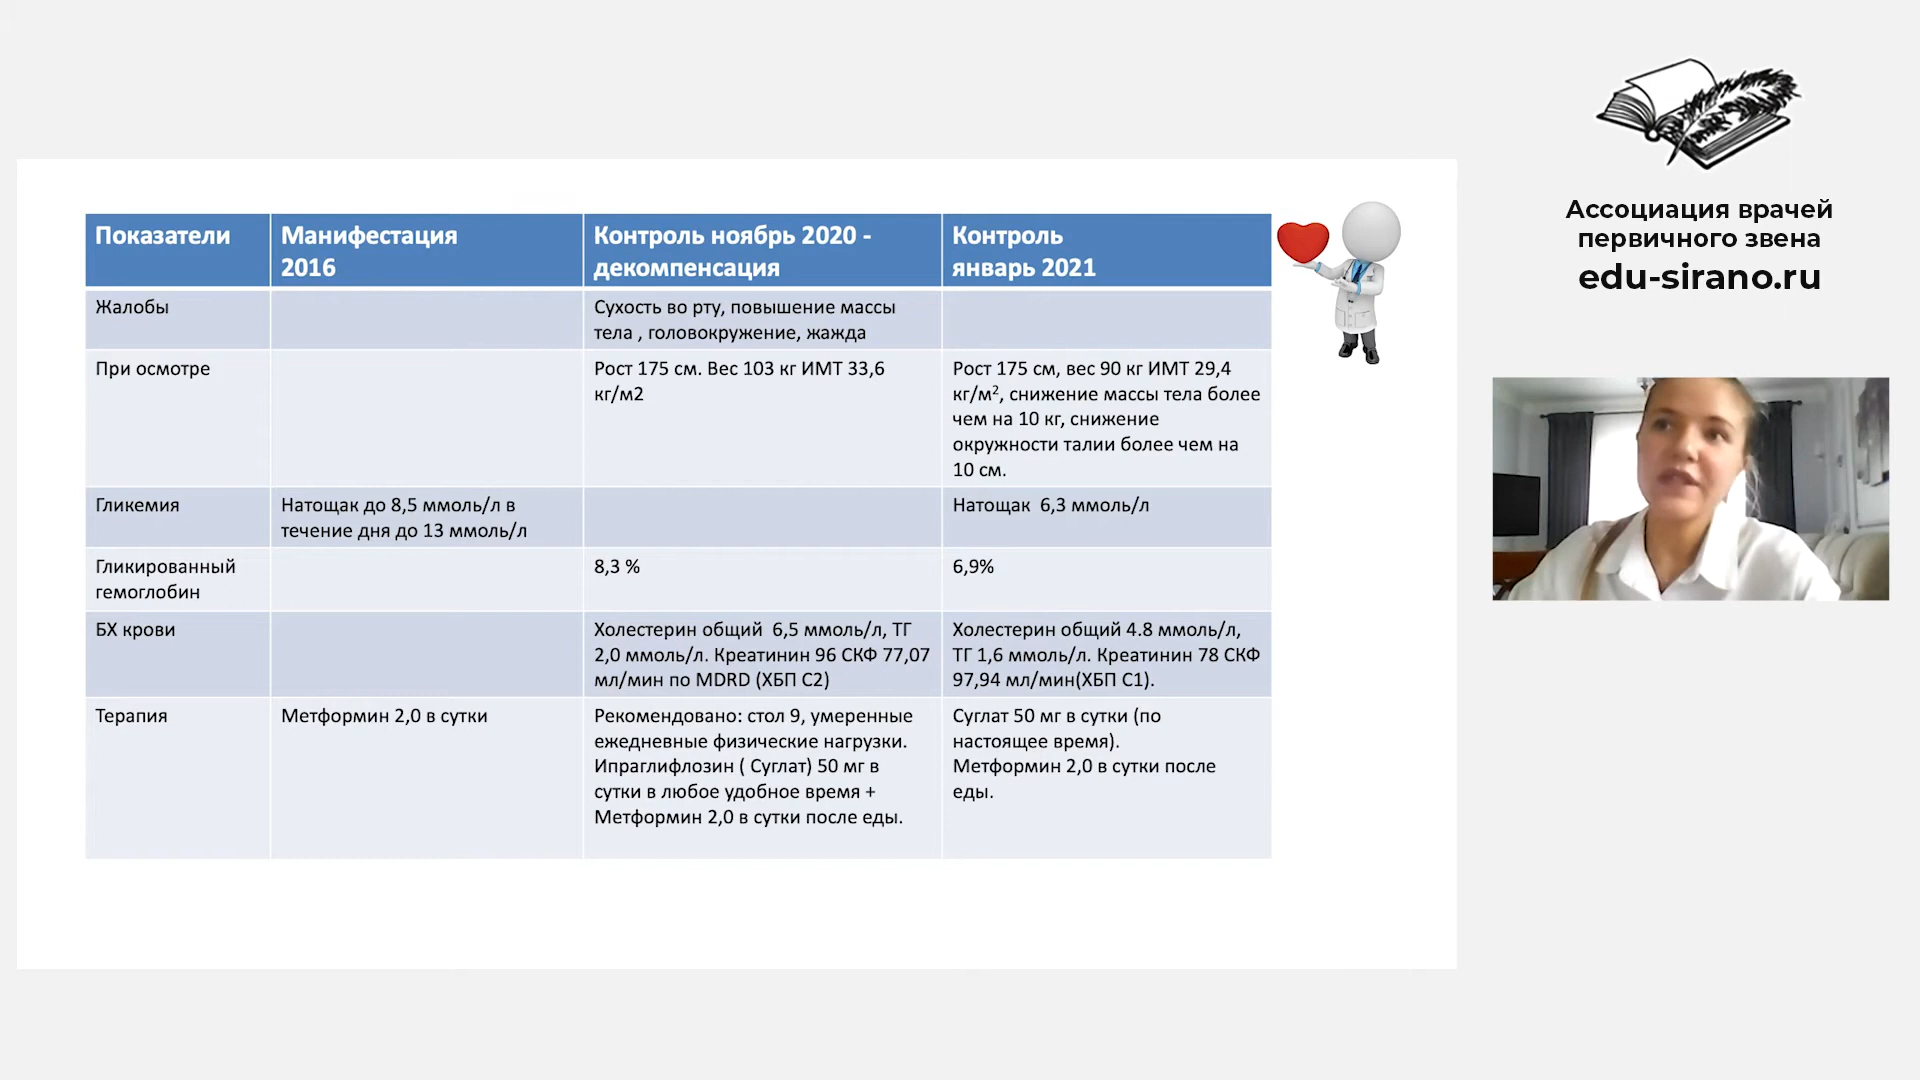 Ассоциация врачей
первичного звена
edu-sirano.ru
Показатели
Манифестация
2016
Контроль ноябрь 2020 -
декомпенсация
Контроль
январь 2021
Жалобы
Сухость во рту, повышение массы
тела , головокружение, жажда
При осмотре
Рост 175 см. Вес 103 кг ИМТ 33,6
кг/м2
Рост 175 см, вес 90 кг ИМТ 29,4
кг/м², снижение массы тела более
чем на 10 кг, снижение
окружности талии более чем на
10 см.
Гликемия
Натощак до 8,5 ммоль/л в
течение дня до 13 ммоль/л
Натощак  6,3 ммоль/л
Гликированный
гемоглобин
8,3 %
6,9%
БХ крови
Холестерин общий  6,5 ммоль/л, ТГ
2,0 ммоль/л. Креатинин 96 СКФ 77,07
мл/мин по MDRD (ХБП С2)
Холестерин общий 4.8 ммоль/л,
ТГ 1,6 ммоль/л. Креатинин 78 СКФ
97,94 мл/мин(ХБП С1).
Терапия
Метформин 2,0 в сутки
Рекомендовано: стол 9, умеренные
ежедневные физические нагрузки.
Ипраглифлозин ( Суглат) 50 мг в
сутки в любое удобное время +
Метформин 2,0 в сутки после еды.
Суглат 50 мг в сутки (по
настоящее время).
Метформин 2,0 в сутки после
еды.